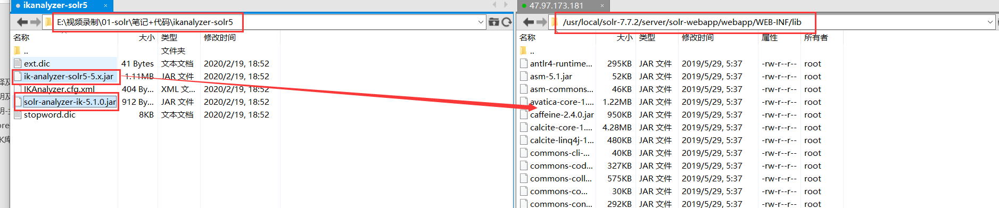 ikanalyzer-solr5 ×
E:\视频录制\01-solr\笔记+代码\ikanalyzer-solr5
名称 大小 类型 修改时间
.. 文件夹
ext.dic 41 Bytes 文本文档 2020/2/19, 18:52
ik-analyzer-solr5-5.x.jar 1.11MB JAR 文件 2020/2/19, 18:52
IKAnalyzer.cfg.xml 404 By... XML 文... 2020/2/19, 18:52
solr-analyzer-ik-5.1.0.jar 912 By... JAR 文件 2020/2/19, 18:52
stopword.dic 8KB 文本文档 2020/2/19, 18:52
47.97.173.181 ×
/usr/local/solr-7.7.2/server/solr-webapp/webapp/WEB-INF/lib
名称 大小 类型 修改时间 属性 所有者
..
antlr4-runtime... 295KB JAR 文件 2019/5/29, 5:37 -rw-r--r-- root
asm-5.1.jar 52KB JAR 文件 2019/5/29, 5:37 -rw-r--r-- root
asm-commons... 46KB JAR 文件 2019/5/29, 5:37 -rw-r--r-- root
avatica-core-1.... 1.22MB JAR 文件 2019/5/29, 5:37 -rw-r--r-- root
caffeine-2.4.0.jar 950KB JAR 文件 2019/5/29, 5:37 -rw-r--r-- root
calcite-core-1.... 4.28MB JAR 文件 2019/5/29, 5:37 -rw-r--r-- root
calcite-linq4j-1... 480KB JAR 文件 2019/5/29, 5:37 -rw-r--r-- root
commons-cli-... 40KB JAR 文件 2019/5/29, 5:37 -rw-r--r-- root
commons-cod... 327KB JAR 文件 2019/5/29, 5:37 -rw-r--r-- root
commons-coll... 575KB JAR 文件 2019/5/29, 5:37 -rw-r--r-- root
commons-co... 30KB JAR 文件 2019/5/29, 5:37 -rw-r--r-- root
commons-con... 292KB JAR 文件 2019/5/29, 5:37 -rw-r--r-- root